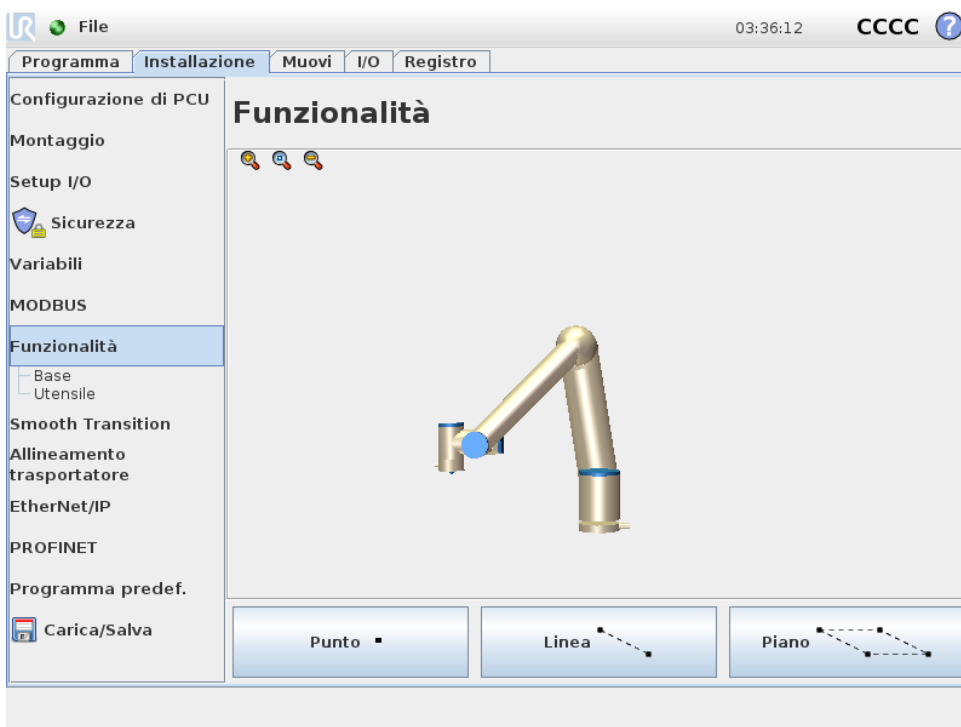 UR File 03:36:12 CCCC ?
Programma Installazione Muovi I/O Registro
Configurazione di PCU
Montaggio
Setup I/O
Sicurezza
Variabili
MODBUS
Funzionalità
Base
Utensile
Smooth Transition
Allineamento
trasportatore
EtherNet/IP
PROFINET
Programma predef.
Carica/Salva
Funzionalità
Punto
Linea
Piano